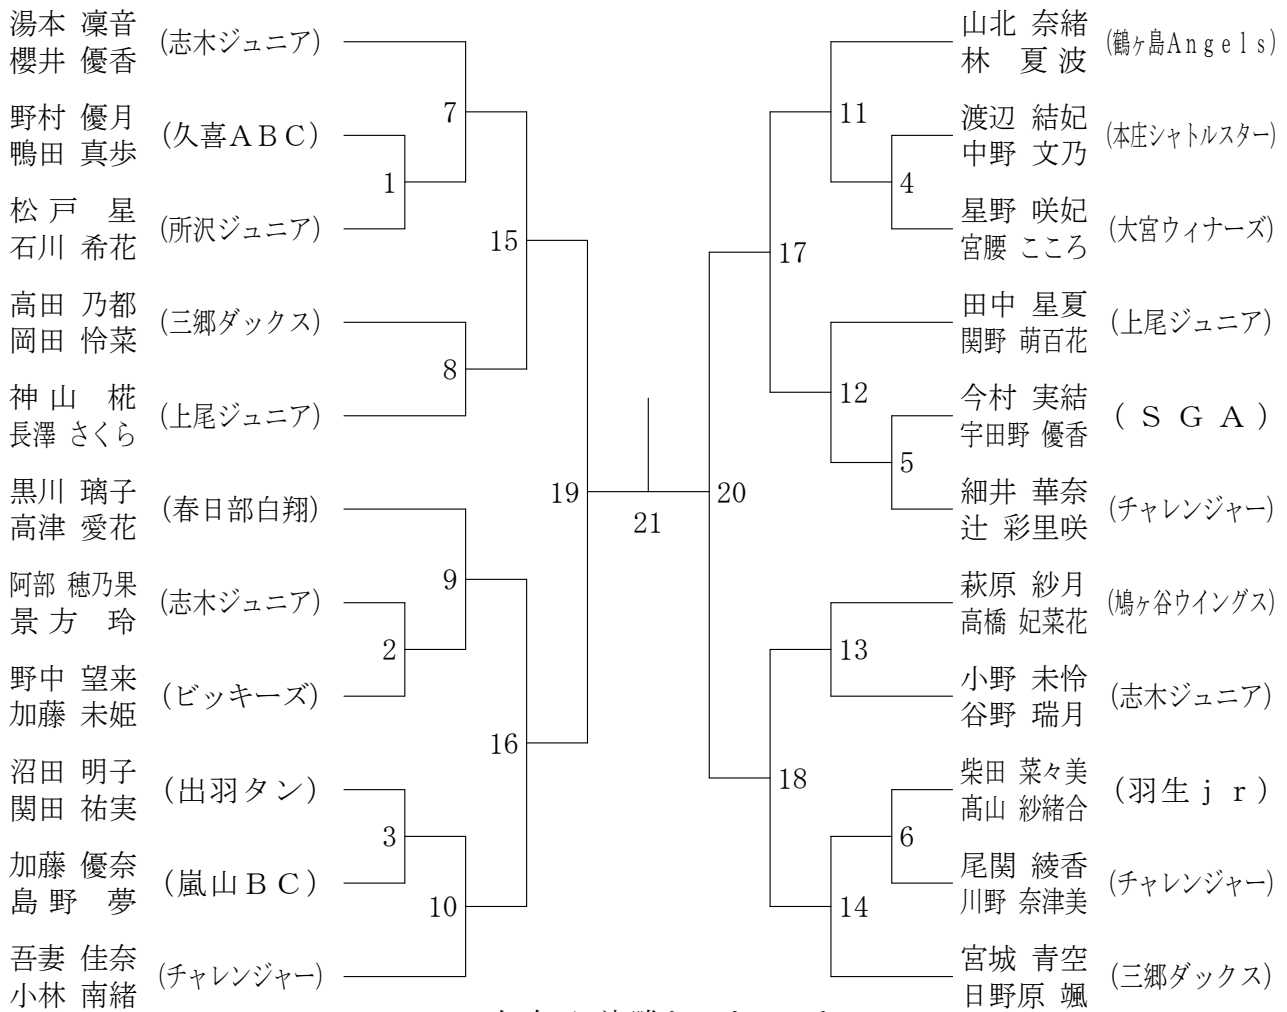 湯本 凜音
櫻井 優香
(志木ジュニア)
野村 優月
鴨田 真歩
(久喜ABC)
松戸 星
石川 希花
(所沢ジュニア)
高田 乃都
岡田 怜菜
(三郷ダックス)
神山 椛
長澤 さくら
(上尾ジュニア)
黒川 璃子
高津 愛花
(春日部白翔)
阿部 穂乃果
景方 玲
(志木ジュニア)
野中 望来
加藤 未姫
(ビッキーズ)
沼田 明子
関田 祐実
(出羽タン)
加藤 優奈
島野 夢
(嵐山BC)
吾妻 佳奈
小林 南緒
(チャレンジャー)
1
2
3
7
8
9
10
15
16
19
21
20
17
18
11
12
13
14
4
5
6
山北 奈緒
林 夏波
(鶴ヶ島Angels)
渡辺 結妃
中野 文乃
(本庄シャトルスター)
星野 咲妃
宮腰 こころ
(大宮ウィナーズ)
田中 星夏
関野 萌百花
(上尾ジュニア)
今村 実結
宇田野 優香
(SGA)
細井 華奈
辻 彩里咲
(チャレンジャー)
萩原 紗月
高橋 妃菜花
(鳩ヶ谷ウイングス)
小野 未怜
谷野 瑞月
(志木ジュニア)
柴田 菜々美
髙山 紗緒合
(羽生jr)
尾関 綾香
川野 奈津美
(チャレンジャー)
宮城 青空
日野原 颯
(三郷ダックス)